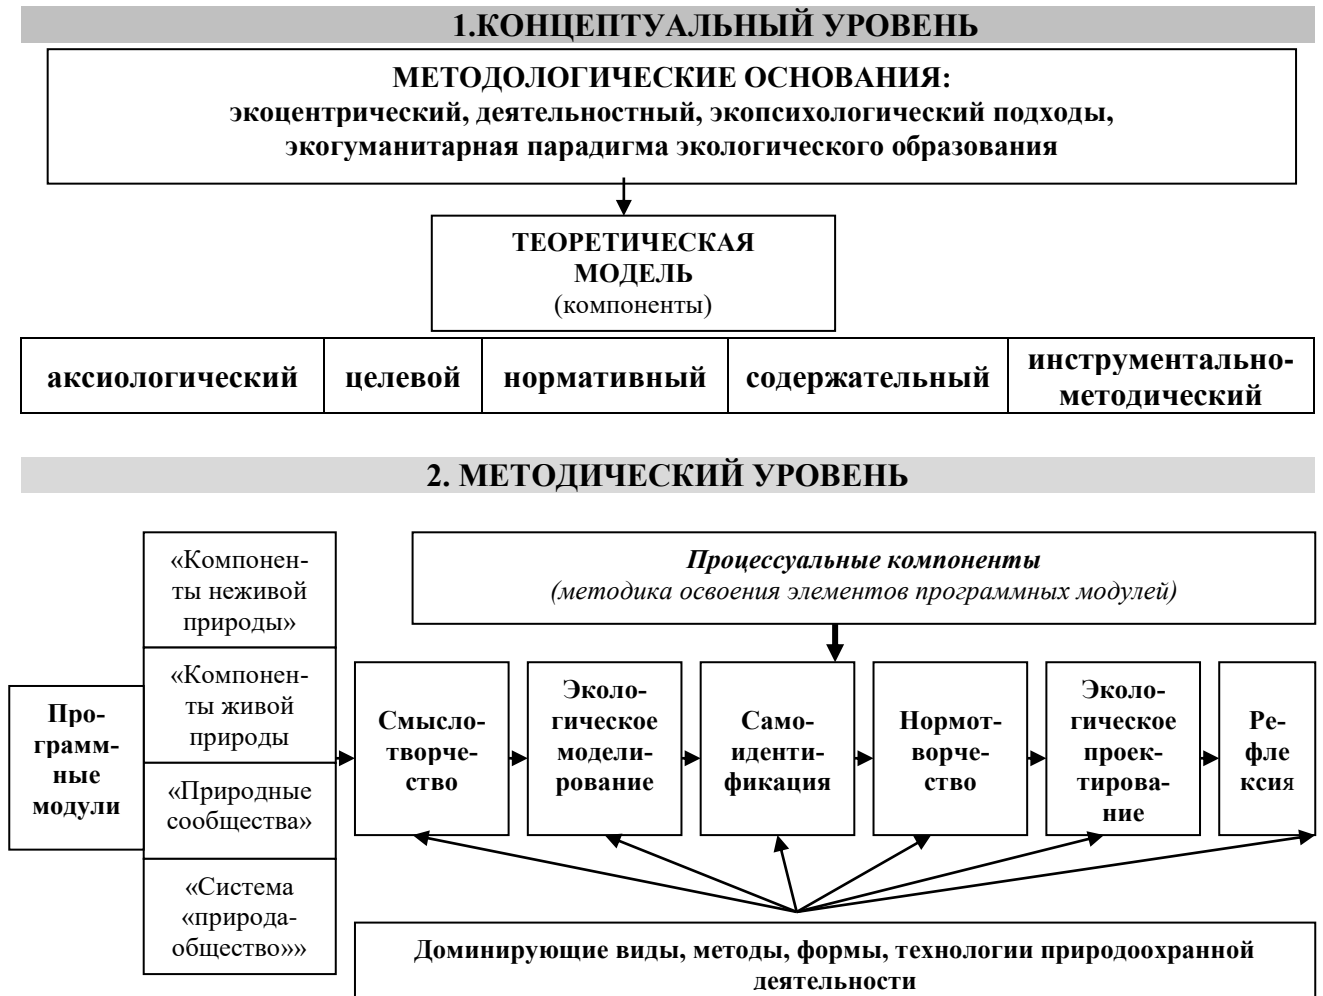 1.КОНЦЕПТУАЛЬНЫЙ УРОВЕНЬ
МЕТОДОЛОГИЧЕСКИЕ ОСНОВАНИЯ:
экоцентрический, деятельностный, экопсихологический подходы,
экогуманитарная парадигма экологического образования
ТЕОРЕТИЧЕСКАЯ
МОДЕЛЬ
(компоненты)
аксиологический
целевой
нормативный
содержательный
инструментально-
методический
2. МЕТОДИЧЕСКИЙ УРОВЕНЬ
Про-
грамм-
ные
модули
«Компонен-
ты неживой
природы»
«Компонен-
ты живой
природы
«Природные
сообщества»
«Система
«природа-
общество»»
Процессуальные компоненты
(методика освоения элементов программных модулей)
Смысло-
творче-
ство
Эколо-
гическое
модели-
рование
Само-
иденти-
фикация
Нормот-
ворче-
ство
Эколо-
гическое
проек-
тирова-
ние
Ре-
фле
ксия
Доминирующие виды, методы, формы, технологии природоохранной
деятельности